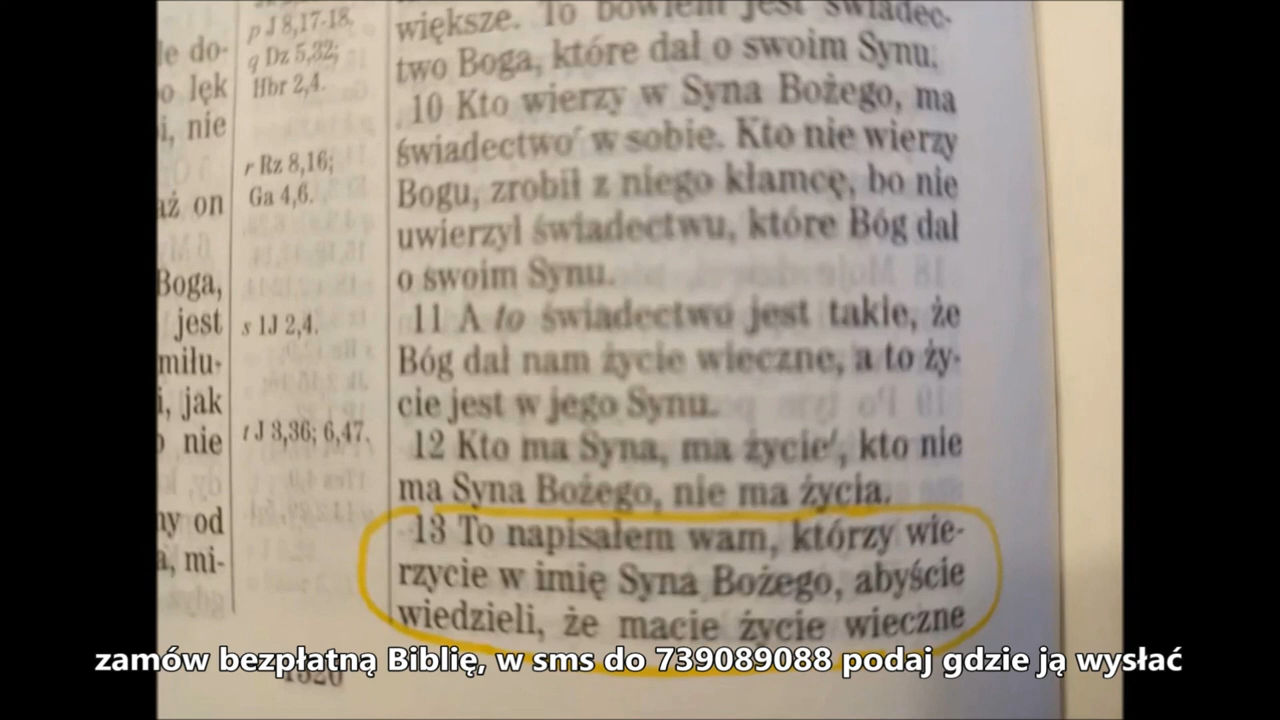 le do-
o lęk
i, nie
aż on
Boga,
jest
miłu-
i, jak
nie
ny od
a, mi-
p J 8,17-18.
q Dz 5,32;
Hbr 2,4.
r Rz 8,16;
Ga 4,6.
s 1J 2,4.
t J 3,36; 6,47.
większe. To bowiem jest świadec-
two Boga, które dał o swoim Synu.
10 Kto wierzy w Syna Bożego, ma
świadectwo r w sobie. Kto nie wierzy
Bogu, zrobił z niego kłamcę, bo nie
uwierzył świadectwu, które Bóg dał
o swoim Synu.
11 A to świadectwo jest takie, że
Bóg dał nam życie wieczne, a to ży-
cie jest w jego Synu.
12 Kto ma Syna, ma życie t, kto nie
ma Syna Bożego, nie ma życia.
13 To napisałem wam, którzy wie-
rzycie w imię Syna Bożego, abyście
wiedzieli, że macie życie wieczne
zamów bezpłatną Biblię, w sms do 739089088 podaj gdzie ją wysłać